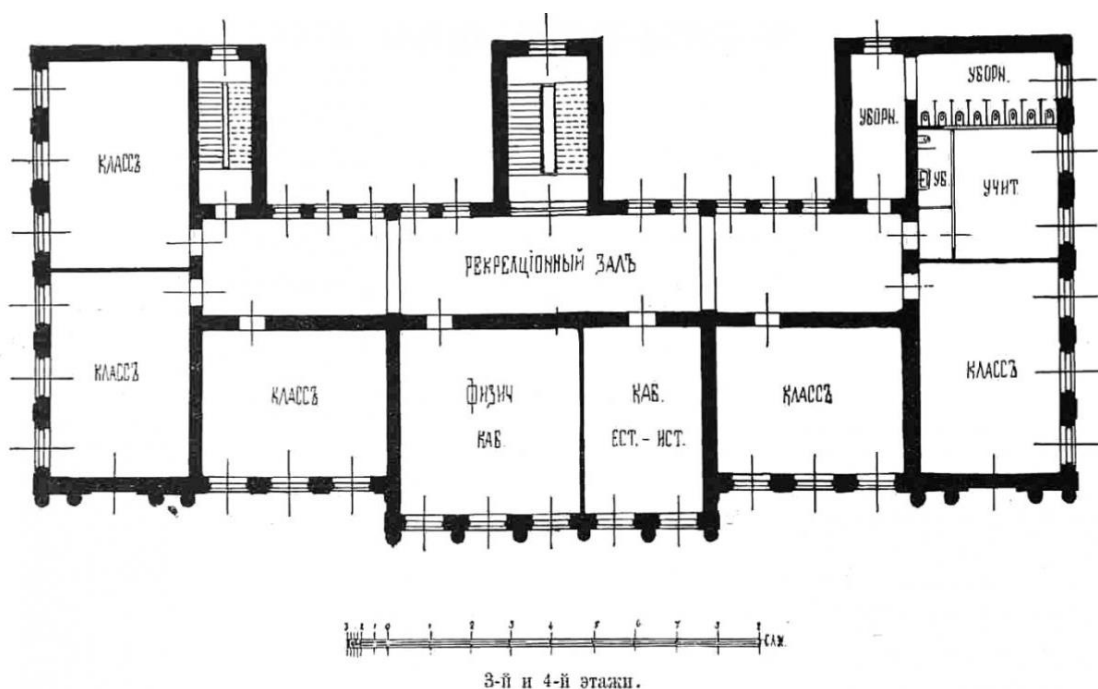 УБОРН.
КЛАССЪ
УБОРН.
УБ.
УЧИТ.
РЕКРЕАЦІОННЫЙ ЗАЛЪ
КЛАССЪ
КЛАССЪ
ФИЗИЧ
КАБ.
КАБ.
ЕСТ. - ИСТ.
КЛАССЪ
КЛАССЪ
1 0 1 2 3 4 5 6 7 8 9 САЖ.
3-й и 4-й этажи.